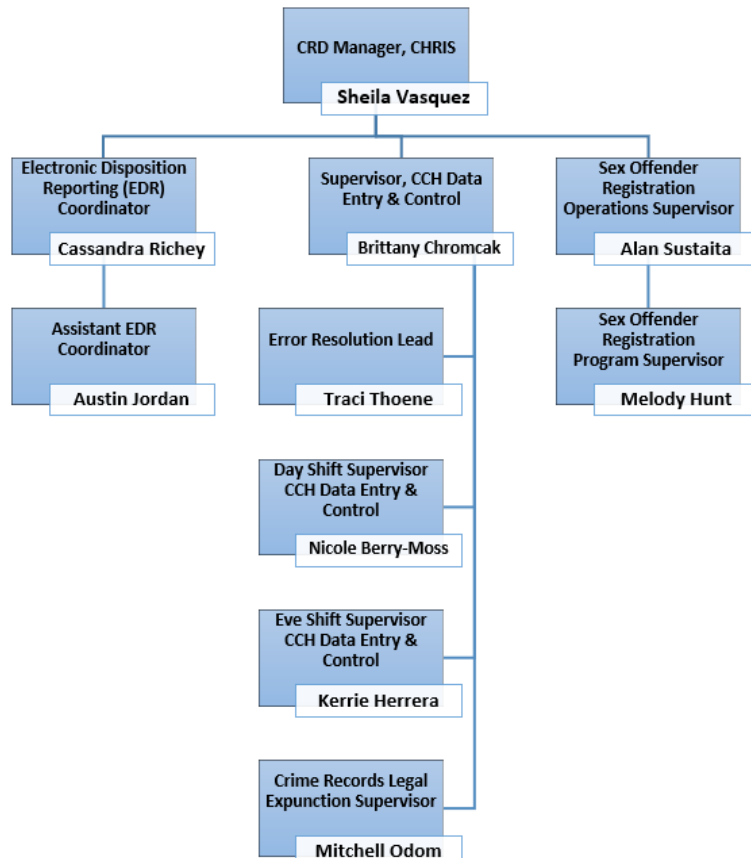 CRD Manager, CHRIS
Sheila Vasquez
Electronic Disposition
Reporting (EDR)
Coordinator
Cassandra Richey
Supervisor, CCH Data
Entry & Control
Brittany Chromcak
Sex Offender
Registration
Operations Supervisor
Alan Sustaita
Assistant EDR
Coordinator
Austin Jordan
Error Resolution Lead
Traci Thoene
Sex Offender
Registration
Program Supervisor
Melody Hunt
Day Shift Supervisor
CCH Data Entry &
Control
Nicole Berry-Moss
Eve Shift Supervisor
CCH Data Entry &
Control
Kerrie Herrera
Crime Records Legal
Expunction Supervisor
Mitchell Odom